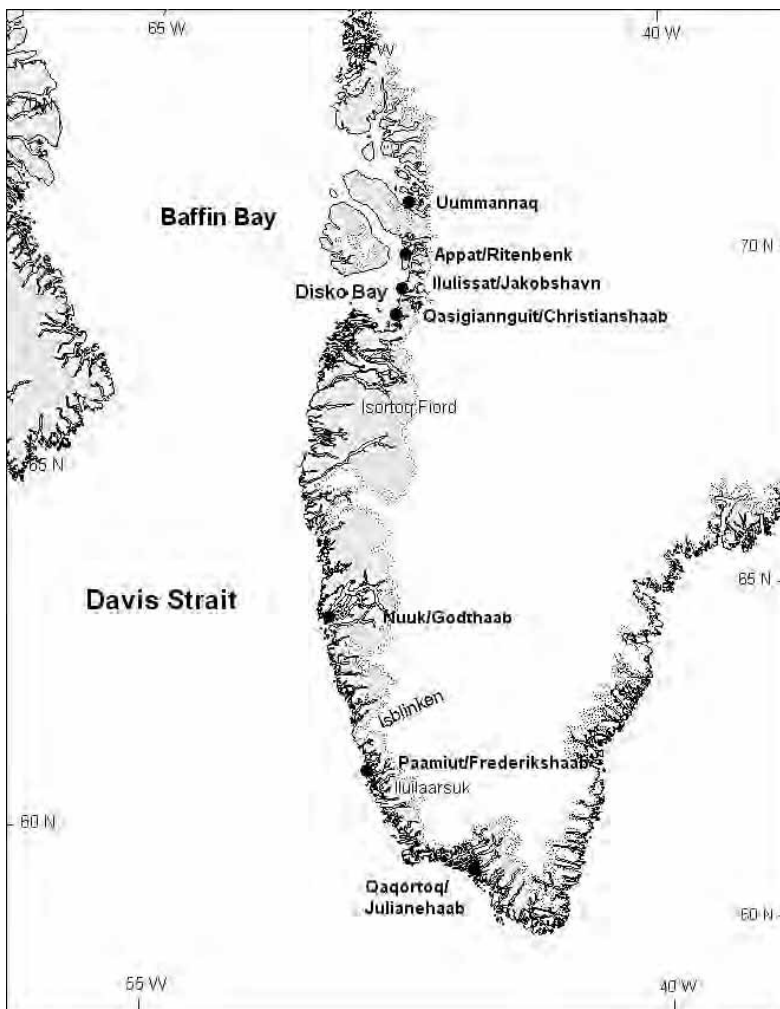 65 W
40 W
W
Uummannaq
Baffin Bay
70 N
Appat/Ritenbenk
Ilulissat/Jakobshavn
Disko Bay
Qasigiannguit/Christianshaab
Isortoq Fiord
65 N
65 N
Davis Strait
Nuuk/Godthaab
Isblinken
Paamiut/Frederikshaab
Iluilaarsuk
60 N
Qaqortoq/
Julianehaab
60 N
55 W
40 W